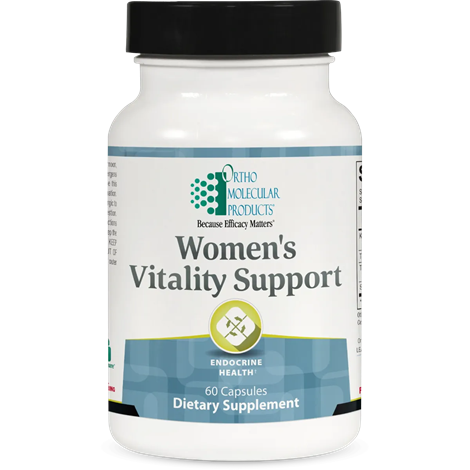 ORTHO
MOLECULAR
PRODUCTS®
Because Efficacy Matters®
Women's
Vitality Support
ENDOCRINE
HEALTH†
60 Capsules
Dietary Supplement